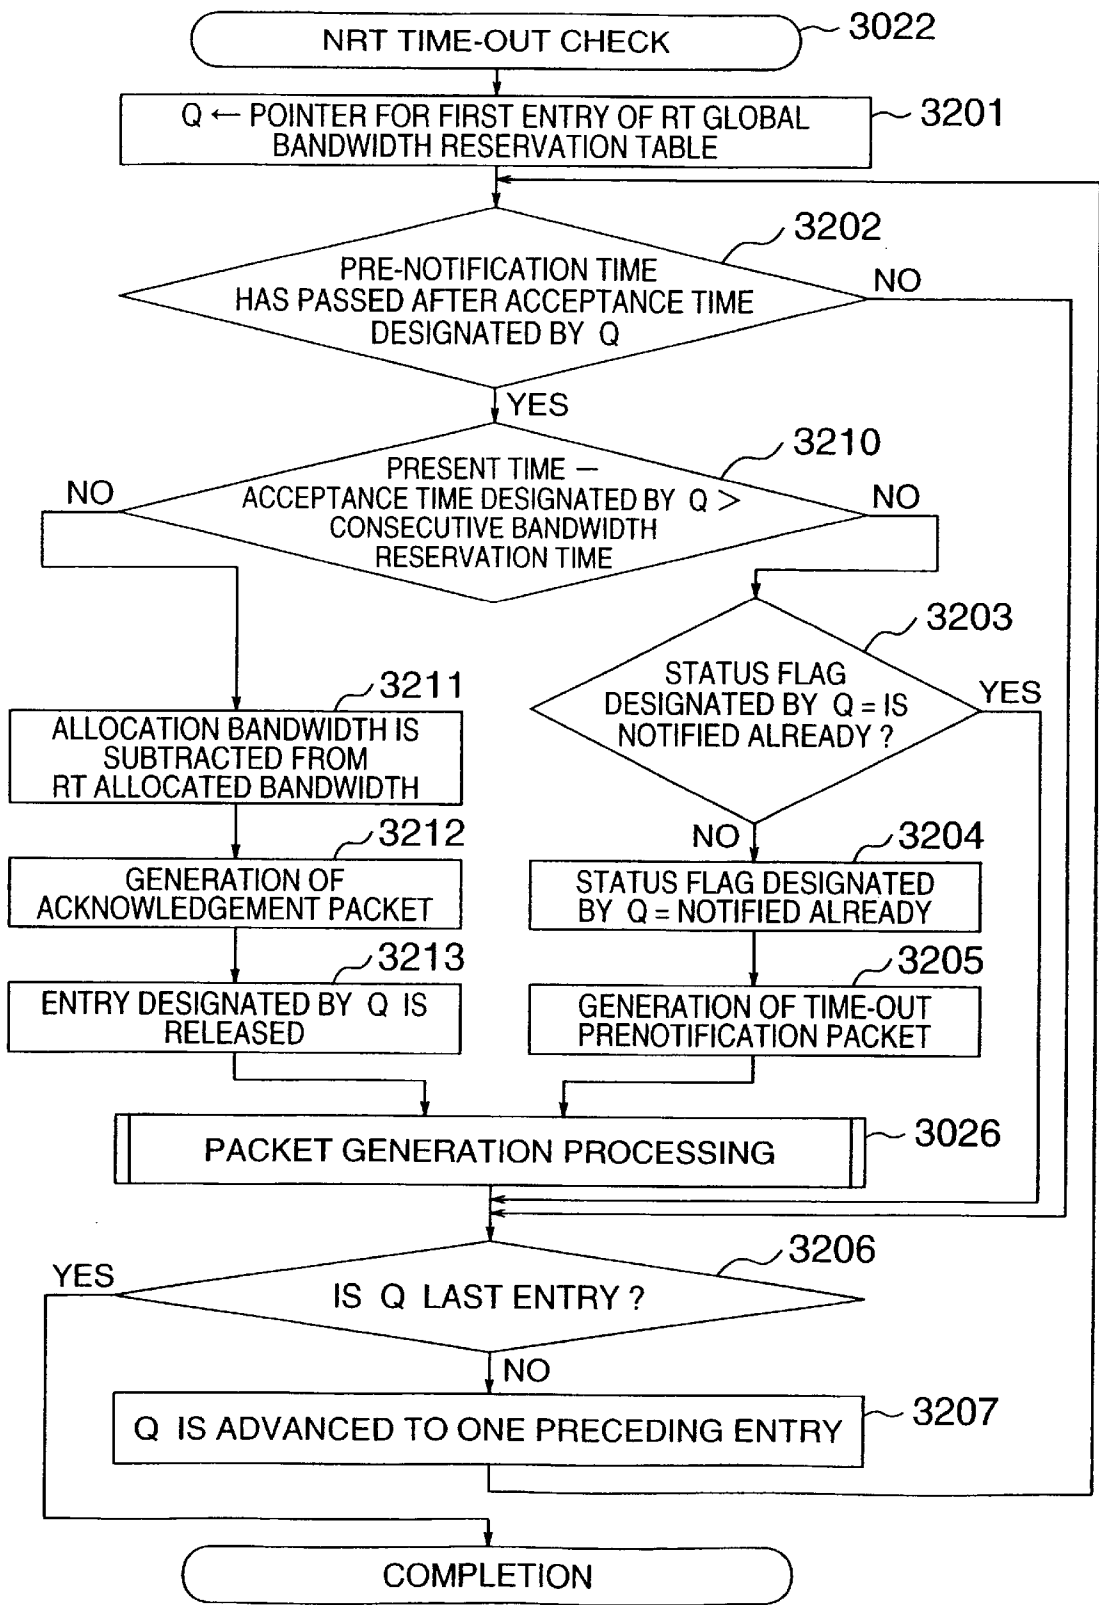 NRT TIME-OUT CHECK
3022
Q ← POINTER FOR FIRST ENTRY OF RT GLOBAL
BANDWIDTH RESERVATION TABLE
3201
3202
PRE-NOTIFICATION TIME
HAS PASSED AFTER ACCEPTANCE TIME
DESIGNATED BY Q
NO
YES
3210
PRESENT TIME −
ACCEPTANCE TIME DESIGNATED BY Q >
CONSECUTIVE BANDWIDTH
RESERVATION TIME
NO
NO
3203
STATUS FLAG
DESIGNATED BY Q = IS
NOTIFIED ALREADY ?
YES
NO
3211
ALLOCATION BANDWIDTH IS
SUBTRACTED FROM
RT ALLOCATED BANDWIDTH
3212
GENERATION OF
ACKNOWLEDGEMENT PACKET
3213
ENTRY DESIGNATED BY Q IS
RELEASED
3204
STATUS FLAG DESIGNATED
BY Q = NOTIFIED ALREADY
3205
GENERATION OF TIME-OUT
PRENOTIFICATION PACKET
PACKET GENERATION PROCESSING
3026
3206
YES
IS Q LAST ENTRY ?
NO
Q IS ADVANCED TO ONE PRECEDING ENTRY
3207
COMPLETION